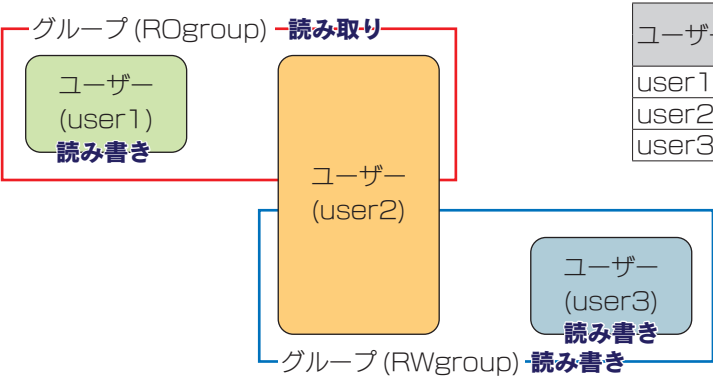 グループ(ROgroup) 読み取り
ユーザー
(user1)
読み書き
ユーザー
(user2)
ユーザー
(user3)
読み書き
グループ(RWgroup) 読み書き
user1
user2
user3